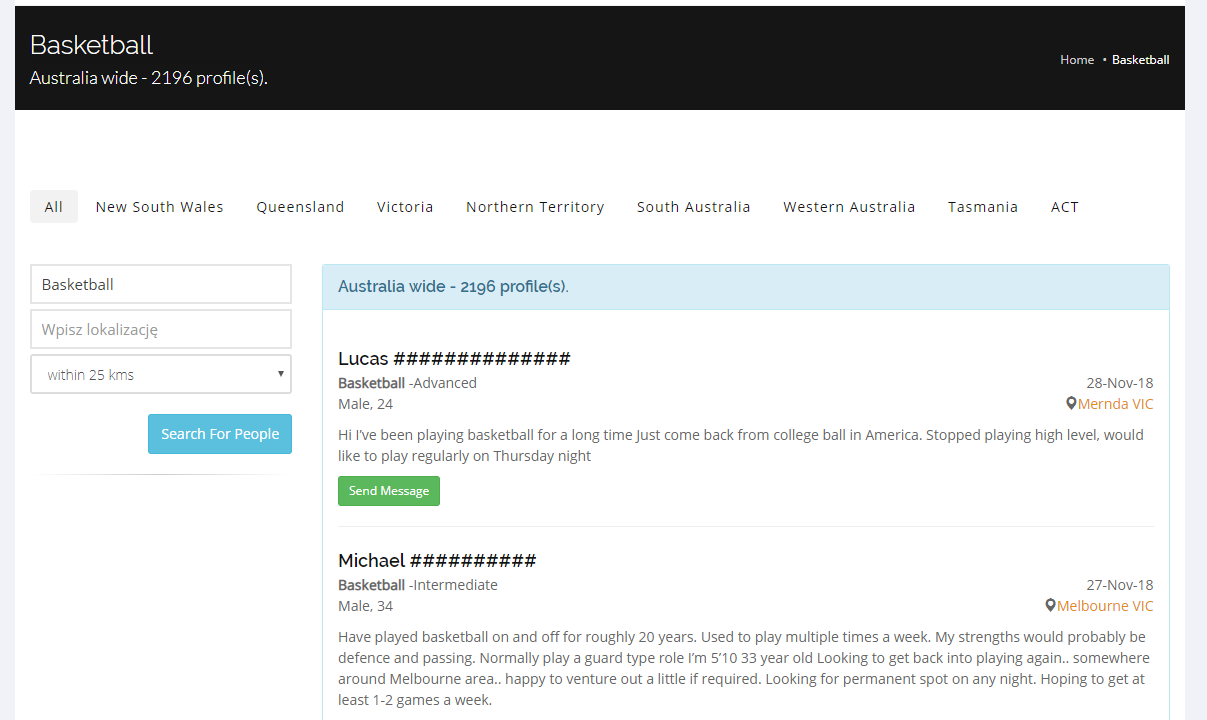 Basketball
Australia wide - 2196 profile(s).
Home • Basketball
All New South Wales Queensland Victoria Northern Territory South Australia Western Australia Tasmania ACT
Basketball
Wpisz lokalizację
within 25 kms
Search For People
Australia wide - 2196 profile(s).
Lucas ##############
Basketball -Advanced
28-Nov-18
Male, 24
Mernda VIC
Hi I've been playing basketball for a long time Just come back from college ball in America. Stopped playing high level, would
like to play regularly on Thursday night
Send Message
Michael ##########
Basketball -Intermediate
27-Nov-18
Male, 34
Melbourne VIC
Have played basketball on and off for roughly 20 years. Used to play multiple times a week. My strengths would probably be
defence and passing. Normally play a guard type role I'm 5'10 33 year old Looking to get back into playing again.. somewhere
around Melbourne area.. happy to venture out a little if required. Looking for permanent spot on any night. Hoping to get at
least 1-2 games a week.